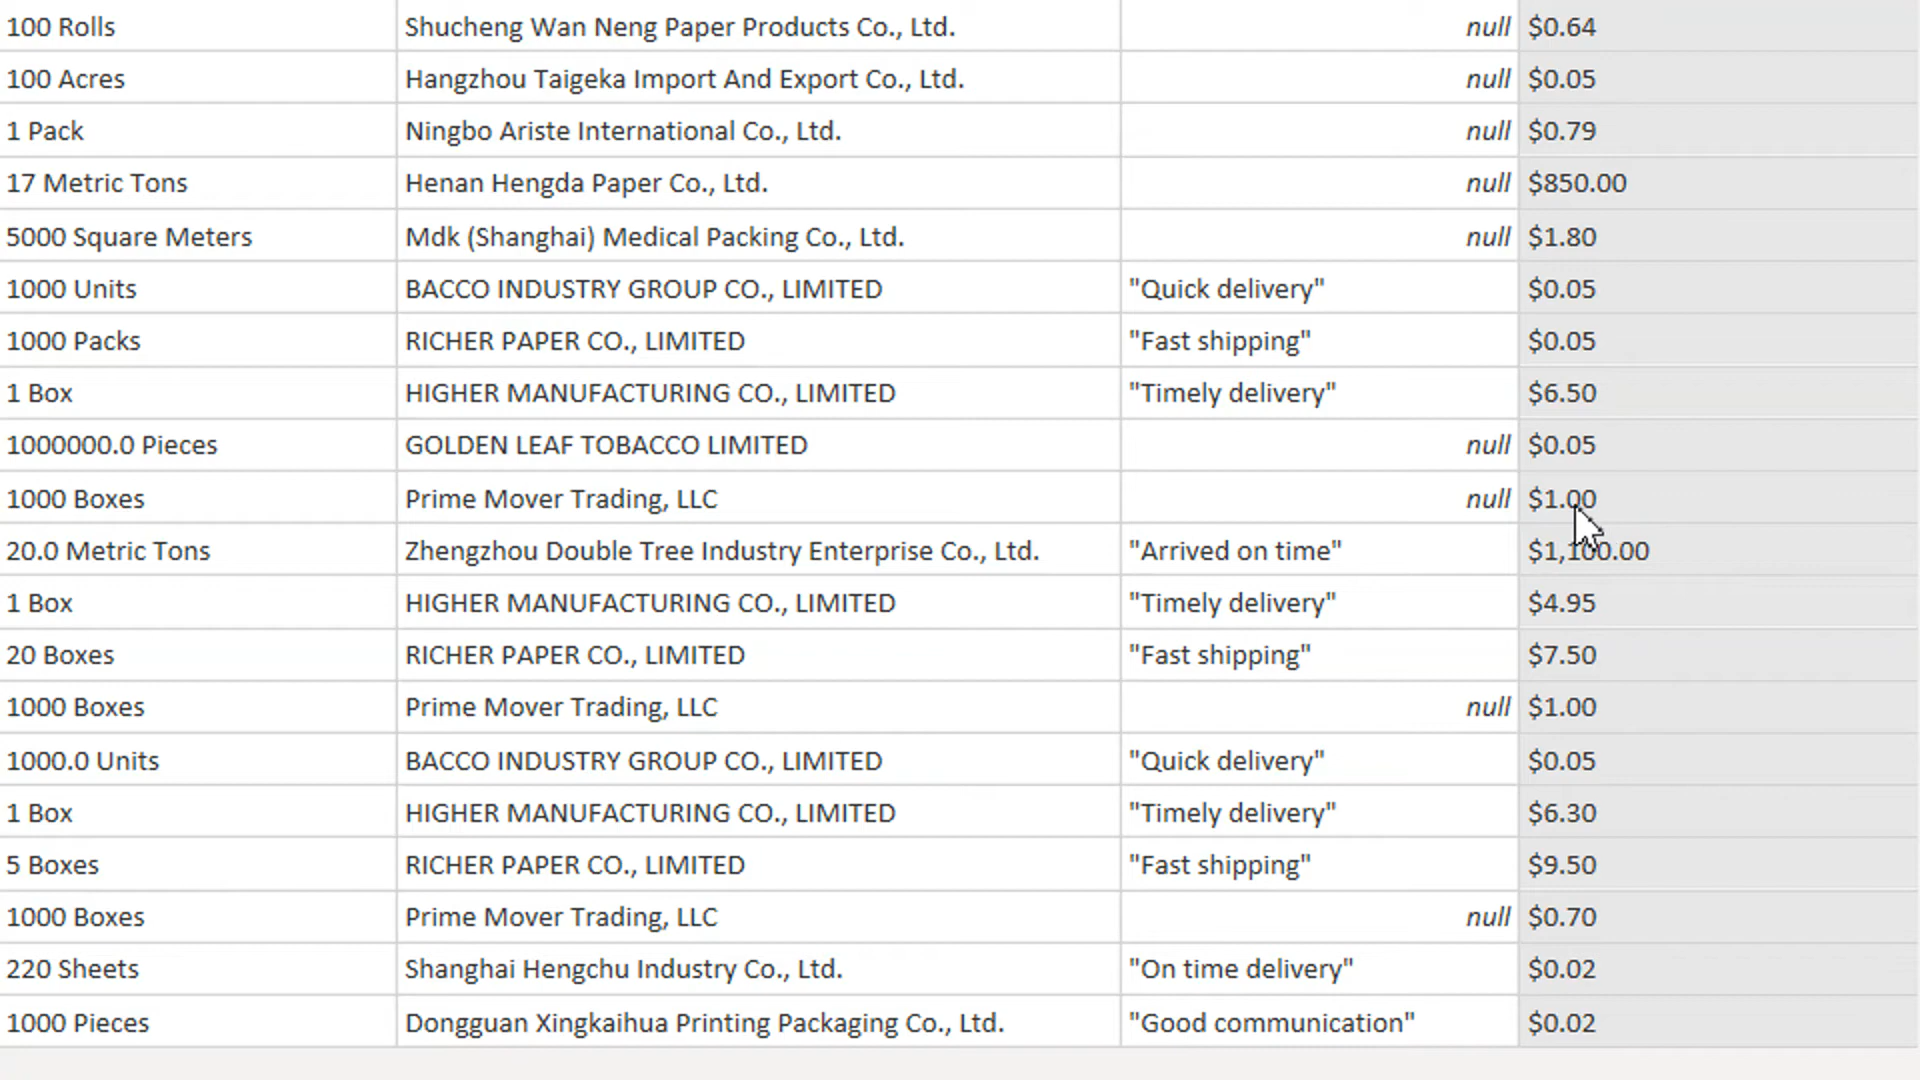 100 Rolls Shucheng Wan Neng Paper Products Co., Ltd. null $0.64
100 Acres Hangzhou Taigeka Import And Export Co., Ltd. null $0.05
1 Pack Ningbo Ariste International Co., Ltd. null $0.79
17 Metric Tons Henan Hengda Paper Co., Ltd. null $850.00
5000 Square Meters Mdk (Shanghai) Medical Packing Co., Ltd. null $1.80
1000 Units BACCO INDUSTRY GROUP CO., LIMITED "Quick delivery" $0.05
1000 Packs RICHER PAPER CO., LIMITED "Fast shipping" $0.05
1 Box HIGHER MANUFACTURING CO., LIMITED "Timely delivery" $6.50
1000000.0 Pieces GOLDEN LEAF TOBACCO LIMITED null $0.05
1000 Boxes Prime Mover Trading, LLC null $1.00
20.0 Metric Tons Zhengzhou Double Tree Industry Enterprise Co., Ltd. "Arrived on time" $1,100.00
1 Box HIGHER MANUFACTURING CO., LIMITED "Timely delivery" $4.95
20 Boxes RICHER PAPER CO., LIMITED "Fast shipping" $7.50
1000 Boxes Prime Mover Trading, LLC null $1.00
1000.0 Units BACCO INDUSTRY GROUP CO., LIMITED "Quick delivery" $0.05
1 Box HIGHER MANUFACTURING CO., LIMITED "Timely delivery" $6.30
5 Boxes RICHER PAPER CO., LIMITED "Fast shipping" $9.50
1000 Boxes Prime Mover Trading, LLC null $0.70
220 Sheets Shanghai Hengchu Industry Co., Ltd. "On time delivery" $0.02
1000 Pieces Dongguan Xingkaihua Printing Packaging Co., Ltd. "Good communication" $0.02